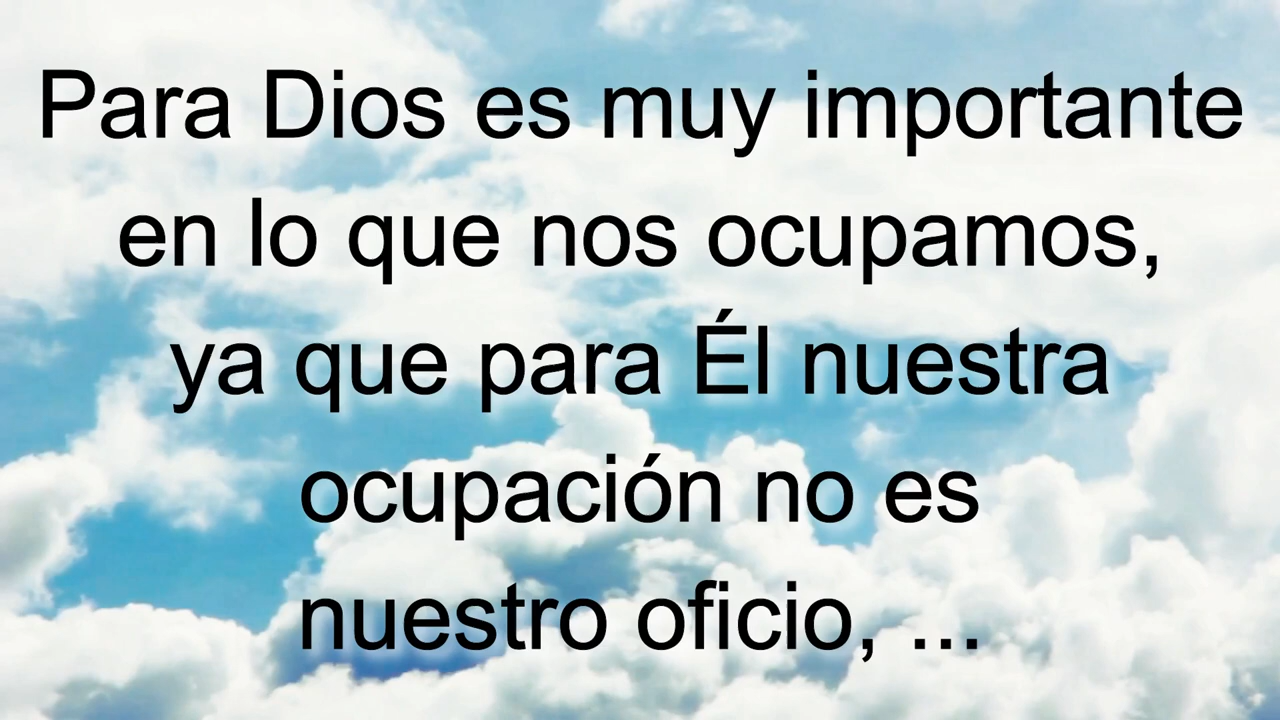 Para Dios es muy importante
en lo que nos ocupamos,
ya que para Él nuestra
ocupación no es
nuestro oficio, ...